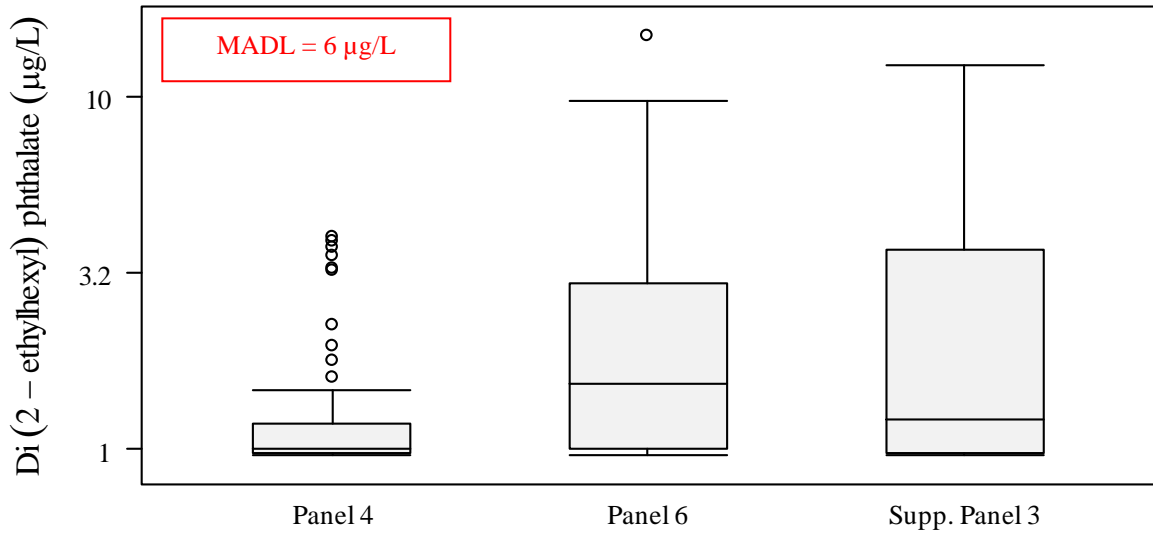 MADL = 6 µg/L
Di (2 – ethylhexyl) phthalate (µg/L)
10
3.2
1
Panel 4
Panel 6
Supp. Panel 3